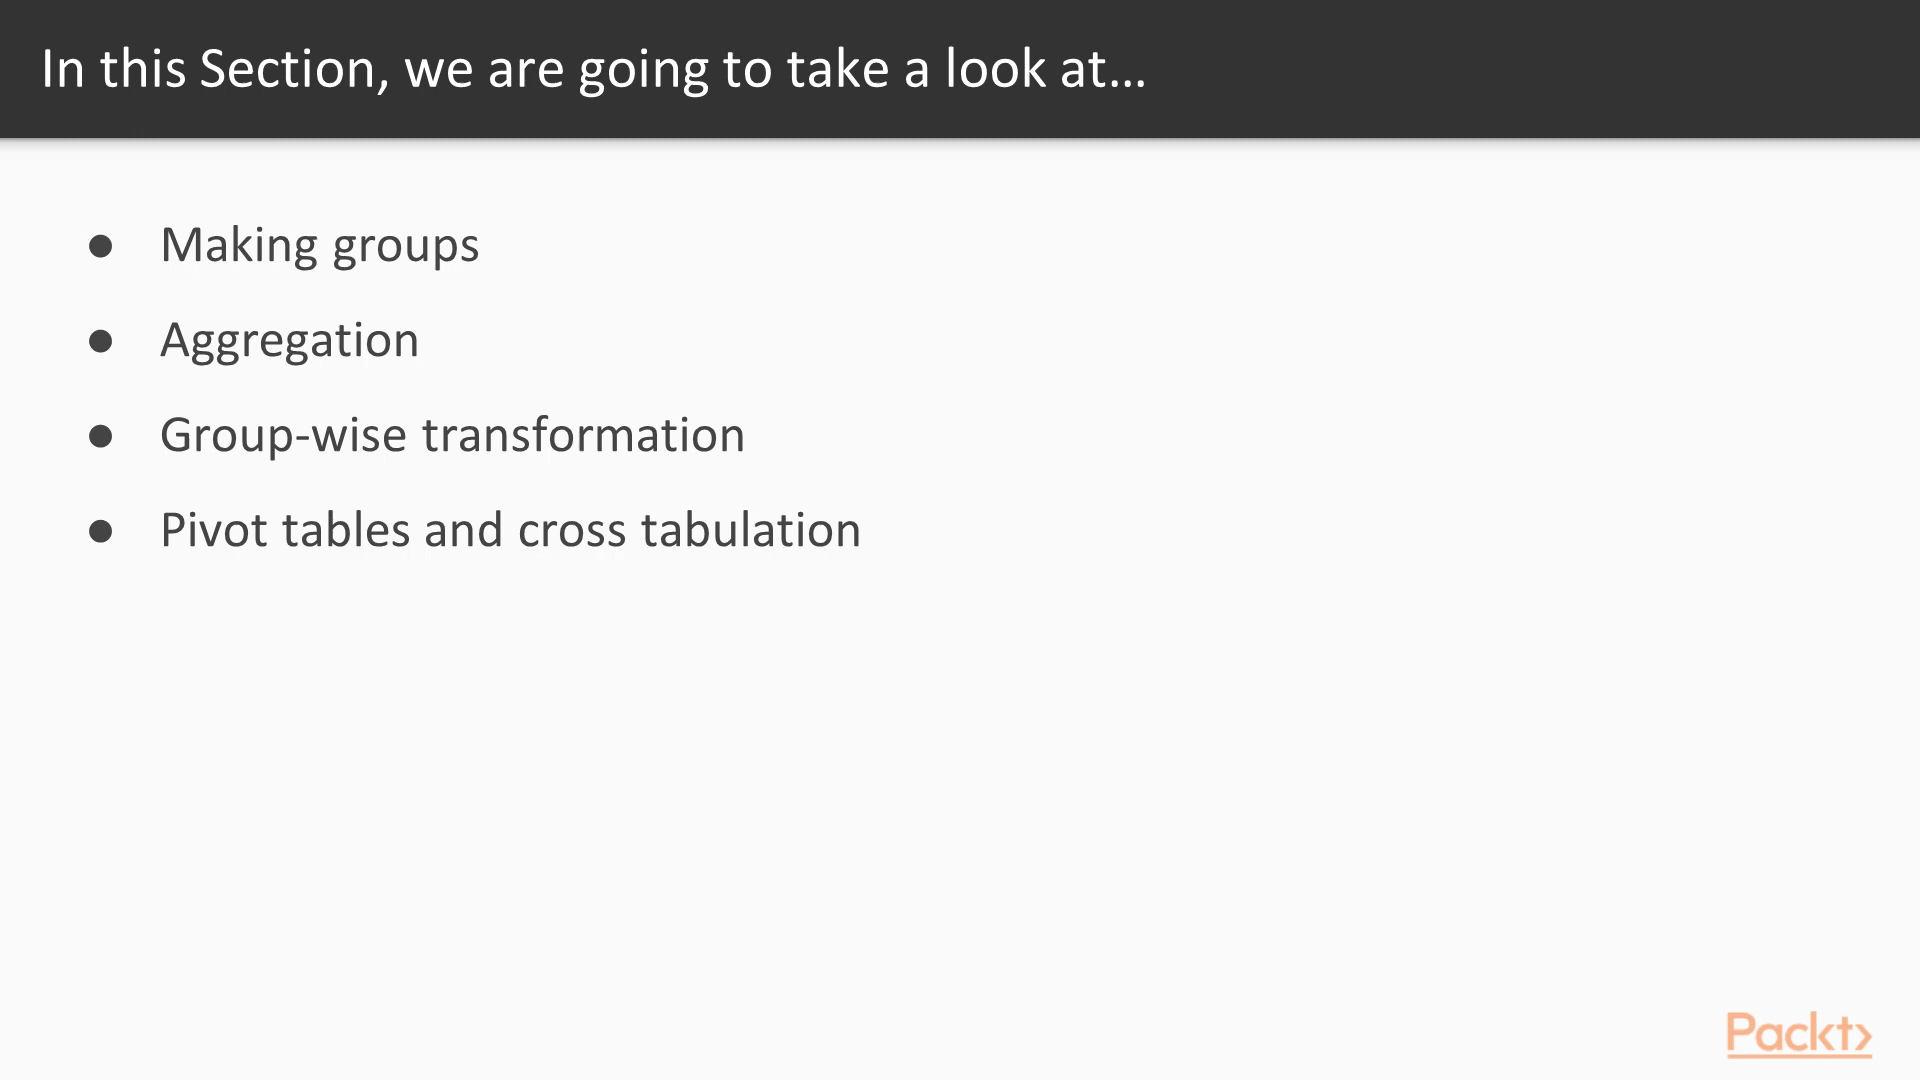 In this Section, we are going to take a look at...
● Making groups
● Aggregation
● Group-wise transformation
● Pivot tables and cross tabulation
Packt>